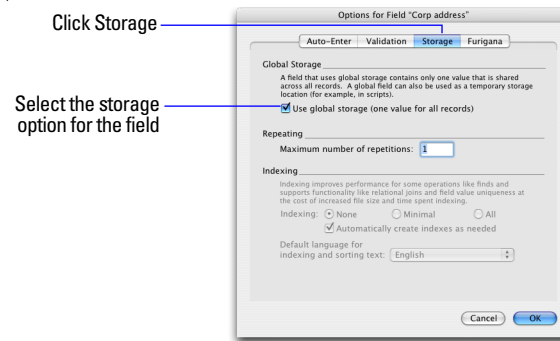 Click Storage
Select the storage
option for the field
Options for Field "Corp address"
Auto-Enter Validation Storage Furigana
Global Storage
A field that uses global storage contains only one value that is shared
across all records. A global field can also be used as a temporary storage
location (for example, in scripts).
Use global storage (one value for all records)
Repeating
Maximum number of repetitions: 1
Indexing
Indexing improves performance for some operations like finds and
supports functionality like relational joins and field value uniqueness at
the cost of increased file size and time spent indexing.
Indexing: None Minimal All
Automatically create indexes as needed
Default language for
indexing and sorting text: English
Cancel OK